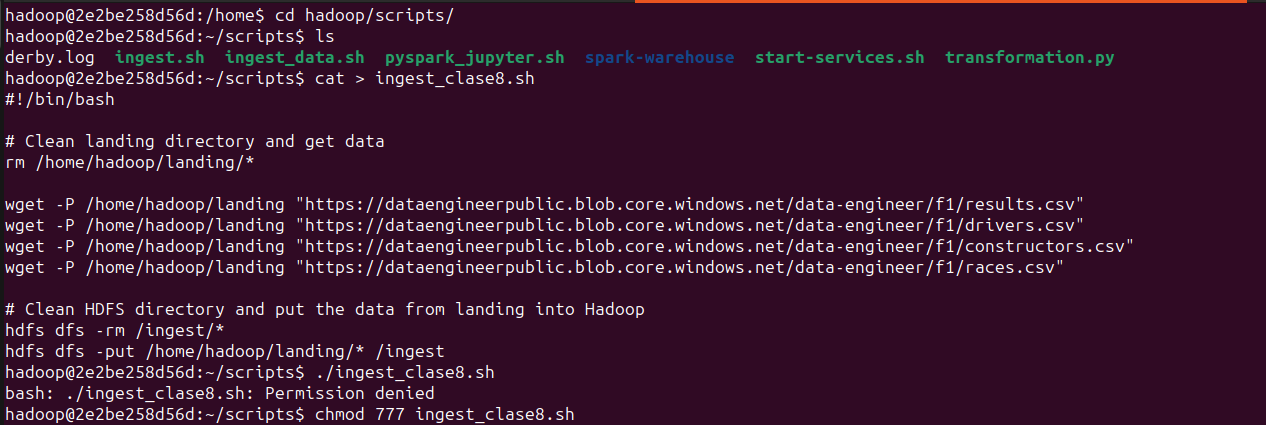 hadoop@2e2be258d56d:/home$ cd hadoop/scripts/
hadoop@2e2be258d56d:~/scripts$ ls
derby.log  ingest.sh  ingest_data.sh  pyspark_jupyter.sh  spark-warehouse  start-services.sh  transformation.py
hadoop@2e2be258d56d:~/scripts$ cat > ingest_clase8.sh
#!/bin/bash

# Clean landing directory and get data
rm /home/hadoop/landing/*

wget -P /home/hadoop/landing "https://dataengineerpublic.blob.core.windows.net/data-engineer/f1/results.csv"
wget -P /home/hadoop/landing "https://dataengineerpublic.blob.core.windows.net/data-engineer/f1/drivers.csv"
wget -P /home/hadoop/landing "https://dataengineerpublic.blob.core.windows.net/data-engineer/f1/constructors.csv"
wget -P /home/hadoop/landing "https://dataengineerpublic.blob.core.windows.net/data-engineer/f1/races.csv"

# Clean HDFS directory and put the data from landing into Hadoop
hdfs dfs -rm /ingest/*
hdfs dfs -put /home/hadoop/landing/* /ingest
hadoop@2e2be258d56d:~/scripts$ ./ingest_clase8.sh
bash: ./ingest_clase8.sh: Permission denied
hadoop@2e2be258d56d:~/scripts$ chmod 777 ingest_clase8.sh